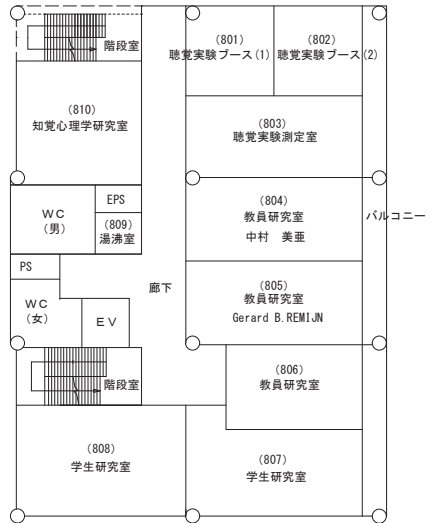 階段室
(801)
聴覚実験ブース(1)
(802)
聴覚実験ブース(2)
(810)
知覚心理学研究室
(803)
聴覚実験測定室
WC
(男)
EPS
(809)
湯沸室
(804)
教員研究室
中村　美亜
バルコニー
PS
WC
(女)
EV
廊下
(805)
教員研究室
Gerard B.REMIJN
階段室
(806)
教員研究室
(808)
学生研究室
(807)
学生研究室